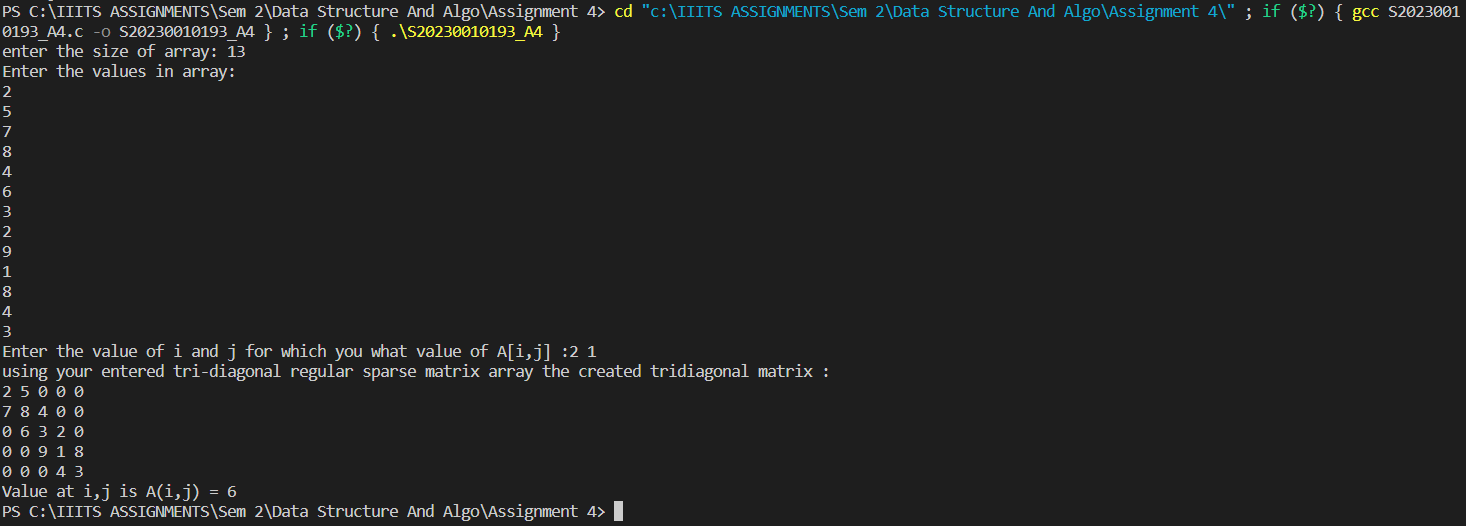 PS C:\IIITS ASSIGNMENTS\Sem 2\Data Structure And Algo\Assignment 4> cd "c:\IIITS ASSIGNMENTS\Sem 2\Data Structure And Algo\Assignment 4\" ; if ($?) { gcc S2023001
0193_A4.c -o S20230010193_A4 } ; if ($?) { .\S20230010193_A4 }
enter the size of array: 13
Enter the values in array:
2
5
7
8
4
6
3
2
9
1
8
4
3
Enter the value of i and j for which you what value of A[i,j] :2 1
using your entered tri-diagonal regular sparse matrix array the created tridiagonal matrix :
2 5 0 0 0
7 8 4 0 0
0 6 3 2 0
0 0 9 1 8
0 0 0 4 3
Value at i,j is A(i,j) = 6
PS C:\IIITS ASSIGNMENTS\Sem 2\Data Structure And Algo\Assignment 4>